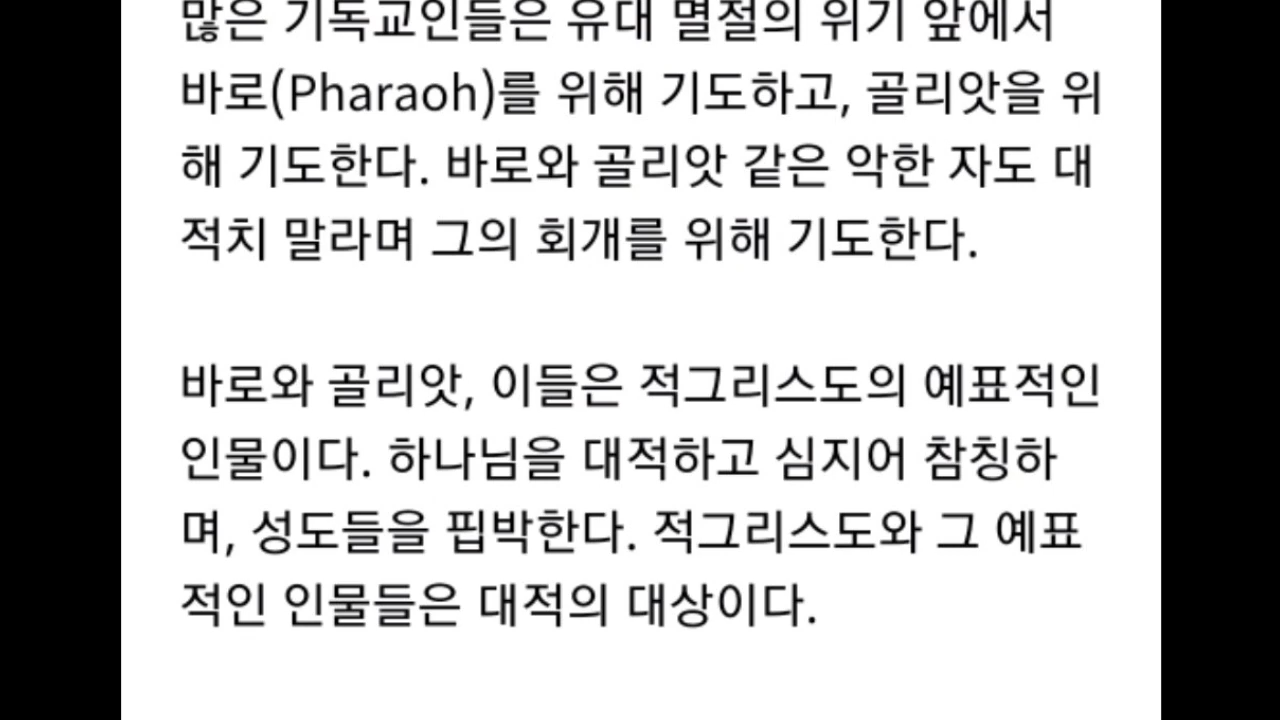 많은 기독교인들은 유대 멸절의 위기 앞에서
바로(Pharaoh)를 위해 기도하고, 골리앗을 위
해 기도한다. 바로와 골리앗 같은 악한 자도 대
적치 말라며 그의 회개를 위해 기도한다.
바로와 골리앗, 이들은 적그리스도의 예표적인
인물이다. 하나님을 대적하고 심지어 참칭하
며, 성도들을 핍박한다. 적그리스도와 그 예표
적인 인물들은 대적의 대상이다.